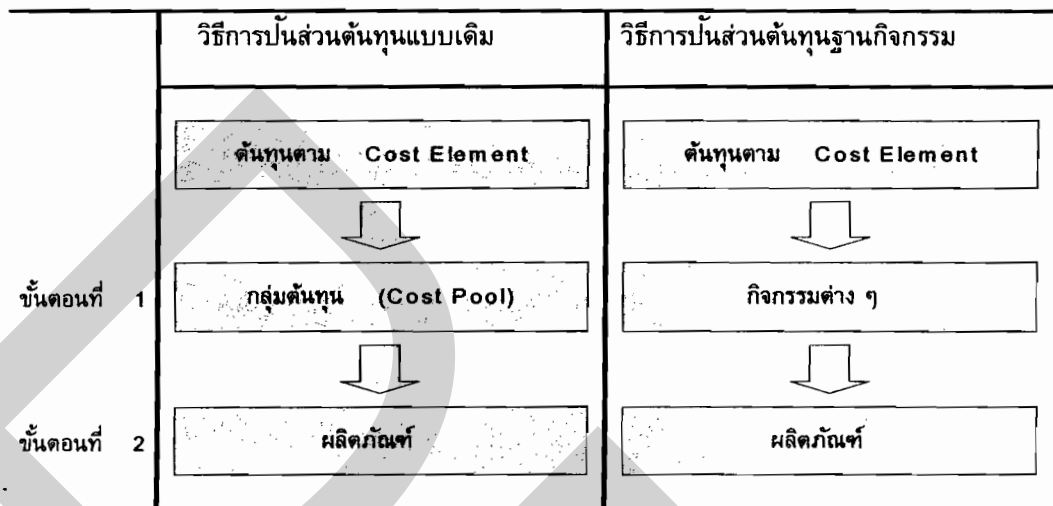 วิธีการปันส่วนต้นทุนแบบเดิม วิธีการปันส่วนต้นทุนฐานกิจกรรม
ต้นทุนตาม Cost Element ต้นทุนตาม Cost Element
ขั้นตอนที่ 1 กลุ่มต้นทุน (Cost Pool) กิจกรรมต่าง ๆ
ขั้นตอนที่ 2 ผลิตภัณฑ์ ผลิตภัณฑ์